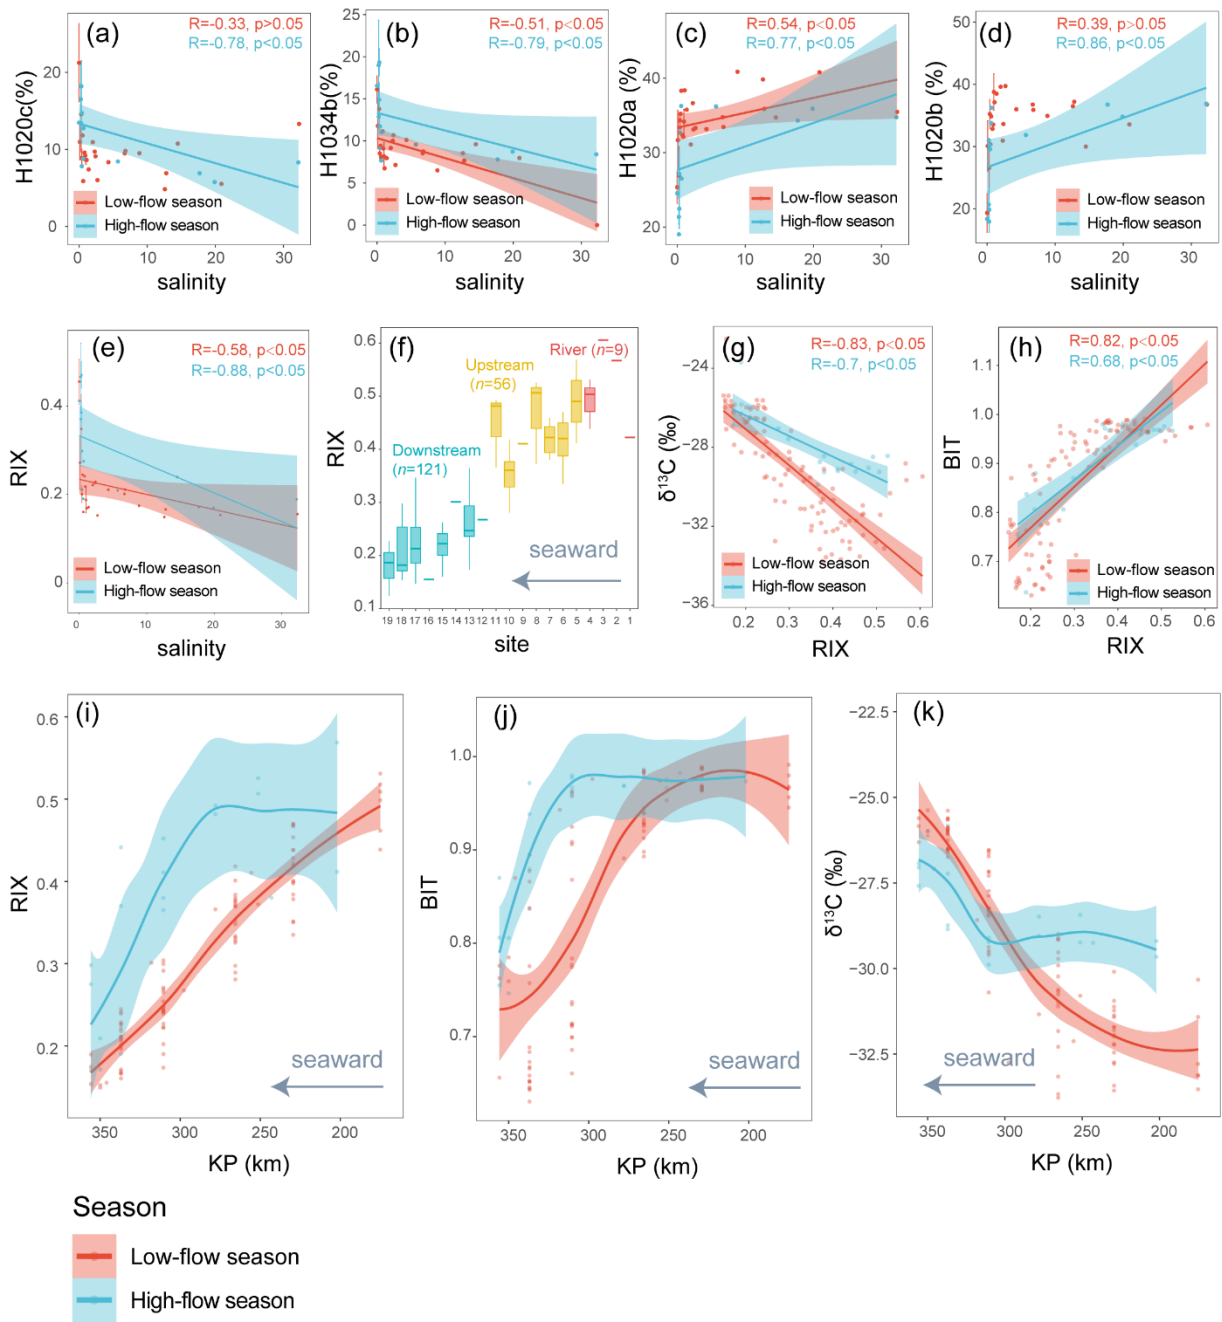 (a)
R=-0.33, p>0.05
R=-0.78, p<0.05
H1020c(%)
20
10
0
Low-flow season
High-flow season
0 10 20 30
salinity
(b)
R=-0.51, p<0.05
R=-0.79, p<0.05
H1034b(%)
25
20
15
10
5
0
Low-flow season
High-flow season
0 10 20 30
salinity
(c)
R=0.54, p<0.05
R=0.77, p<0.05
H1020a (%)
40
30
20
Low-flow season
High-flow season
0 10 20 30
salinity
(d)
R=0.39, p>0.05
R=0.86, p<0.05
H1020b (%)
50
40
30
20
Low-flow season
High-flow season
0 10 20 30
salinity
(e)
R=-0.58, p<0.05
R=-0.88, p<0.05
RIX
0.4
0.2
0
Low-flow season
High-flow season
0 10 20 30
salinity
(f)
River (n=9)
Upstream
(n=56)
Downstream
(n=121)
seaward
RIX
0.6
0.5
0.4
0.3
0.2
0.1
19 18 17 16 15 14 13 12 11 10 9 8 7 6 5 4 3 2 1
site
(g)
R=-0.83, p<0.05
R=-0.7, p<0.05
δ13C (‰)
−24
−28
−32
−36
Low-flow season
High-flow season
0.2 0.3 0.4 0.5 0.6
RIX
(h)
R=0.82, p<0.05
R=0.68, p<0.05
BIT
1.1
1.0
0.9
0.8
0.7
Low-flow season
High-flow season
0.2 0.3 0.4 0.5 0.6
RIX
(i)
RIX
0.6
0.5
0.4
0.3
0.2
seaward
350 300 250 200
KP (km)
(j)
BIT
1.0
0.9
0.8
0.7
seaward
350 300 250 200
KP (km)
(k)
δ13C (‰)
−22.5
−25.0
−27.5
−30.0
−32.5
seaward
350 300 250 200
KP (km)
Season
Low-flow season
High-flow season